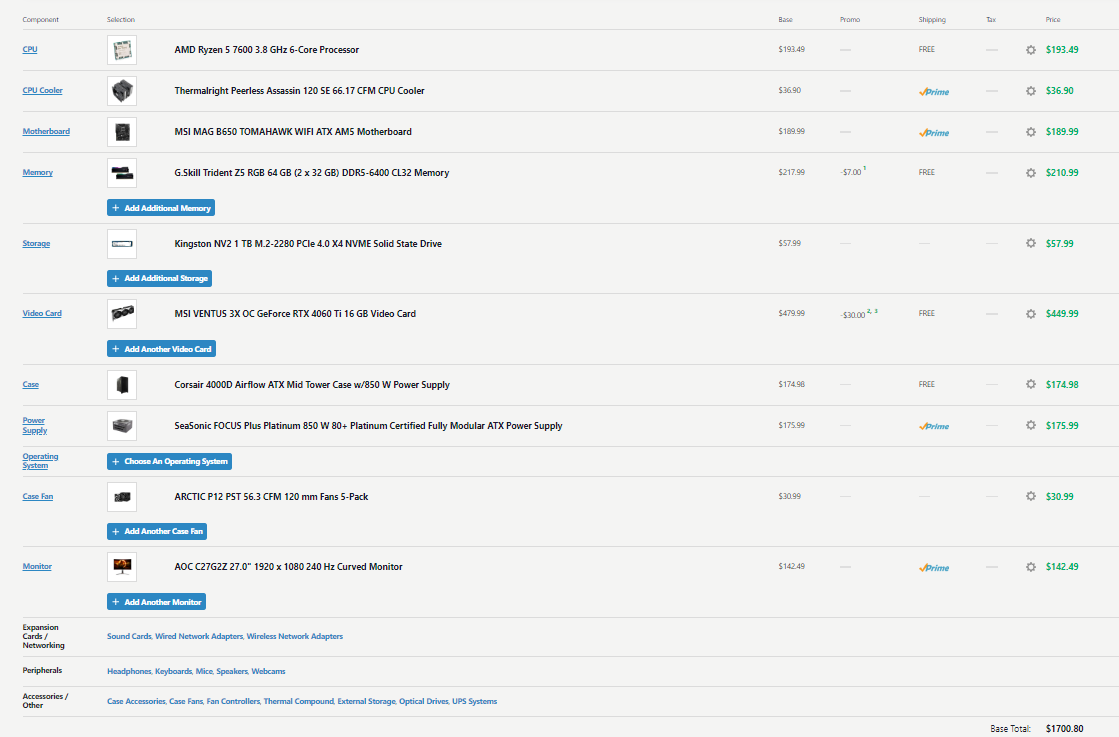 Component Selection Base Promo Shipping Tax Price
CPU AMD Ryzen 5 7600 3.8 GHz 6-Core Processor $193.49 — FREE — $193.49
CPU Cooler Thermalright Peerless Assassin 120 SE 66.17 CFM CPU Cooler $36.90 — Prime — $36.90
Motherboard MSI MAG B650 TOMAHAWK WIFI ATX AM5 Motherboard $189.99 — Prime — $189.99
Memory G.Skill Trident Z5 RGB 64 GB (2 x 32 GB) DDR5-6400 CL32 Memory $217.99 -$7.00 1 FREE — $210.99
+ Add Additional Memory
Storage Kingston NV2 1 TB M.2-2280 PCIe 4.0 X4 NVME Solid State Drive $57.99 — — — $57.99
+ Add Additional Storage
Video Card MSI VENTUS 3X OC GeForce RTX 4060 Ti 16 GB Video Card $479.99 -$30.00 2, 3 FREE — $449.99
+ Add Another Video Card
Case Corsair 4000D Airflow ATX Mid Tower Case w/850 W Power Supply $174.98 — FREE — $174.98
Power
Supply SeaSonic FOCUS Plus Platinum 850 W 80+ Platinum Certified Fully Modular ATX Power Supply $175.99 — Prime — $175.99
Operating
System + Choose An Operating System
Case Fan ARCTIC P12 PST 56.3 CFM 120 mm Fans 5-Pack $30.99 — — — $30.99
+ Add Another Case Fan
Monitor AOC C27G2Z 27.0" 1920 x 1080 240 Hz Curved Monitor $142.49 — Prime — $142.49
+ Add Another Monitor
Expansion
Cards /
Networking Sound Cards, Wired Network Adapters, Wireless Network Adapters
Peripherals Headphones, Keyboards, Mice, Speakers, Webcams
Accessories /
Other Case Accessories, Case Fans, Fan Controllers, Thermal Compound, External Storage, Optical Drives, UPS Systems
Base Total: $1700.80